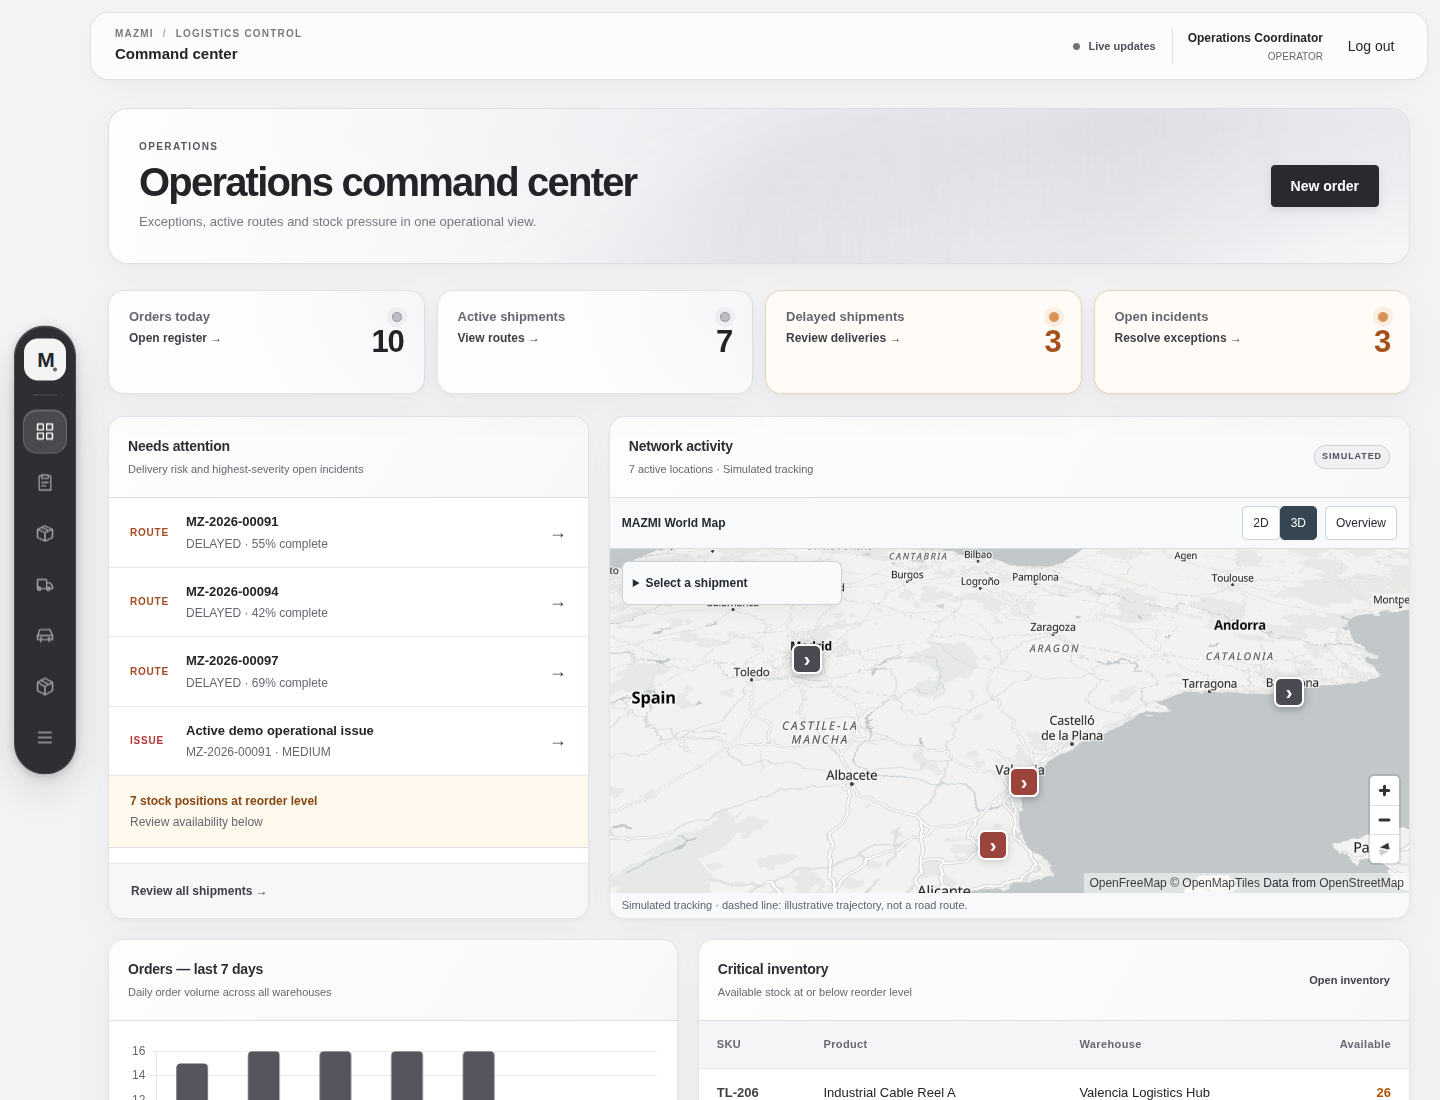 MAZMI / LOGISTICS CONTROL
Command center
Live updates
Operations Coordinator
OPERATOR
Log out
OPERATIONS
Operations command center
Exceptions, active routes and stock pressure in one operational view.
New order
Orders today
Open register →
10
Active shipments
View routes →
7
Delayed shipments
Review deliveries →
3
Open incidents
Resolve exceptions →
3
M
Needs attention
Delivery risk and highest-severity open incidents
ROUTE
MZ-2026-00091
DELAYED · 55% complete
→
ROUTE
MZ-2026-00094
DELAYED · 42% complete
→
ROUTE
MZ-2026-00097
DELAYED · 69% complete
→
ISSUE
Active demo operational issue
MZ-2026-00091 · MEDIUM
→
7 stock positions at reorder level
Review availability below
Review all shipments →
Network activity
7 active locations · Simulated tracking
SIMULATED
MAZMI World Map
2D
3D
Overview
Select a shipment
CANTABRIA
Bilbao
Agen
Burgos
Logroño
Pamplona
Toulouse
Zaragoza
ARAGON
Andorra
CATALONIA
Toledo
Tarragona
Spain
CASTILE-LA
MANCHA
Castelló
de la Plana
Albacete
Alicante
OpenFreeMap © OpenMapTiles Data from OpenStreetMap
Simulated tracking · dashed line: illustrative trajectory, not a road route.
Orders — last 7 days
Daily order volume across all warehouses
16
14
12
Critical inventory
Available stock at or below reorder level
Open inventory
SKU Product Warehouse Available
TL-206 Industrial Cable Reel A Valencia Logistics Hub 26